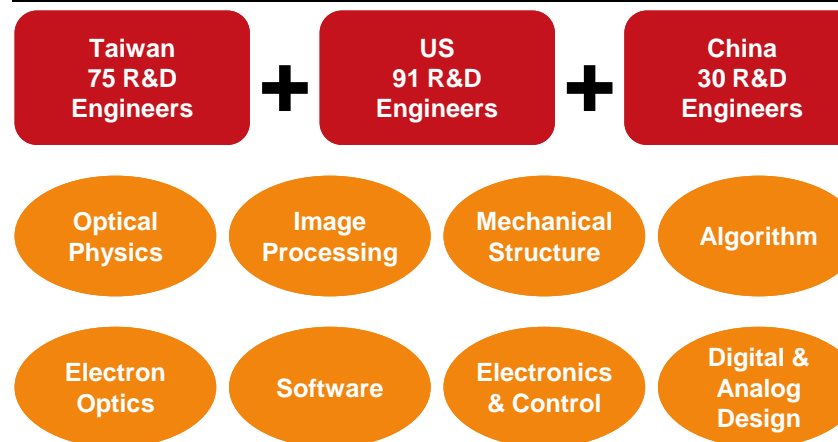 Taiwan
75 R&D
Engineers
+
US
91 R&D
Engineers
+
China
30 R&D
Engineers
Optical
Physics
Image
Processing
Mechanical
Structure
Algorithm
Electron
Optics
Software
Electronics
& Control
Digital &
Analog
Design